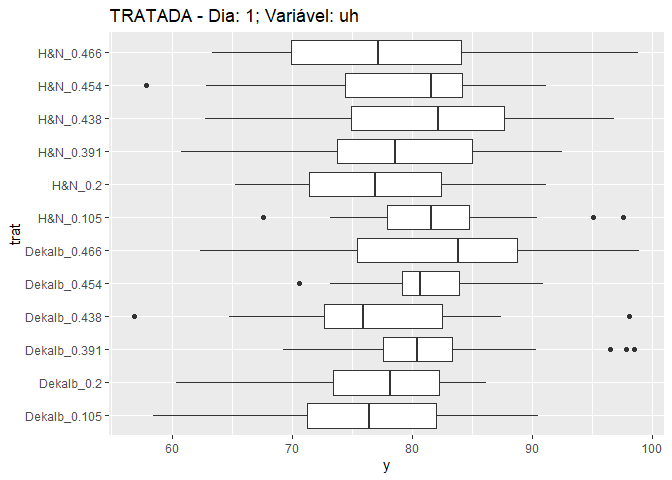 TRATADA - Dia: 1; Variável: uh
trat
H&N_0.466
H&N_0.454
H&N_0.438
H&N_0.391
H&N_0.2
H&N_0.105
Dekalb_0.466
Dekalb_0.454
Dekalb_0.438
Dekalb_0.391
Dekalb_0.2
Dekalb_0.105
60 70 80 90 100
y